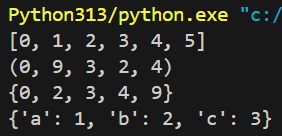 Python313/python.exe "c:/
[0, 1, 2, 3, 4, 5]
(0, 9, 3, 2, 4)
{0, 2, 3, 4, 9}
{'a': 1, 'b': 2, 'c': 3}